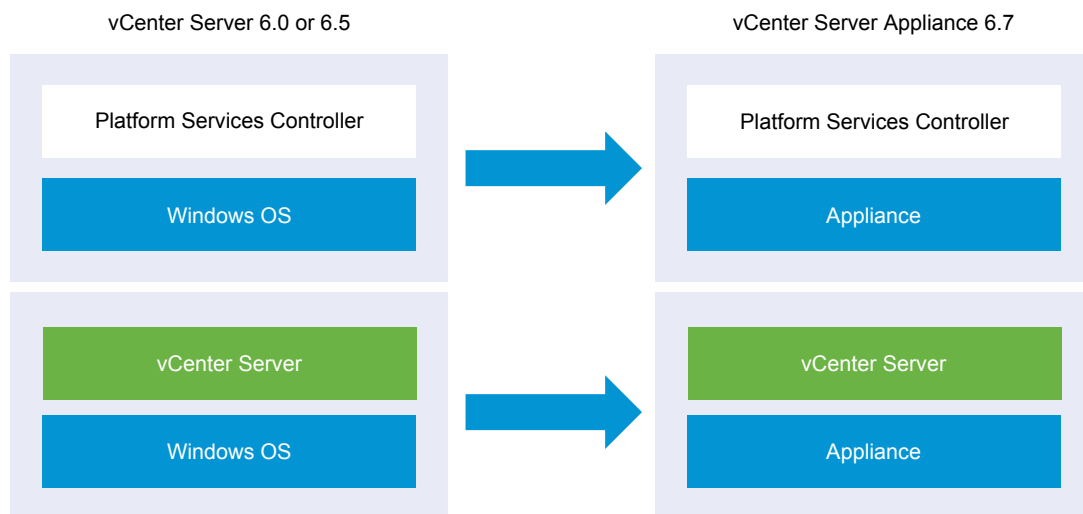 vCenter Server 6.0 or 6.5
vCenter Server Appliance 6.7
Platform Services Controller
Platform Services Controller
Windows OS
Appliance
vCenter Server
vCenter Server
Windows OS
Appliance